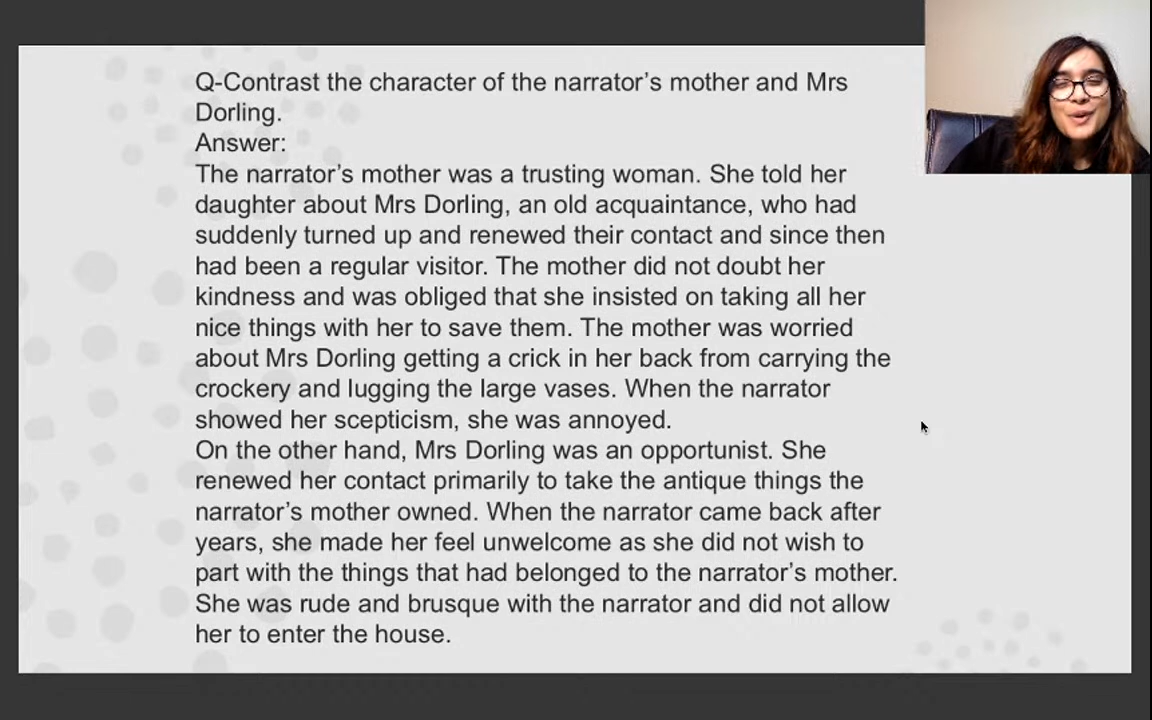 Q-Contrast the character of the narrator's mother and Mrs
Dorling.
Answer:
The narrator's mother was a trusting woman. She told her
daughter about Mrs Dorling, an old acquaintance, who had
suddenly turned up and renewed their contact and since then
had been a regular visitor. The mother did not doubt her
kindness and was obliged that she insisted on taking all her
nice things with her to save them. The mother was worried
about Mrs Dorling getting a crick in her back from carrying the
crockery and lugging the large vases. When the narrator
showed her scepticism, she was annoyed.
On the other hand, Mrs Dorling was an opportunist. She
renewed her contact primarily to take the antique things the
narrator's mother owned. When the narrator came back after
years, she made her feel unwelcome as she did not wish to
part with the things that had belonged to the narrator's mother.
She was rude and brusque with the narrator and did not allow
her to enter the house.